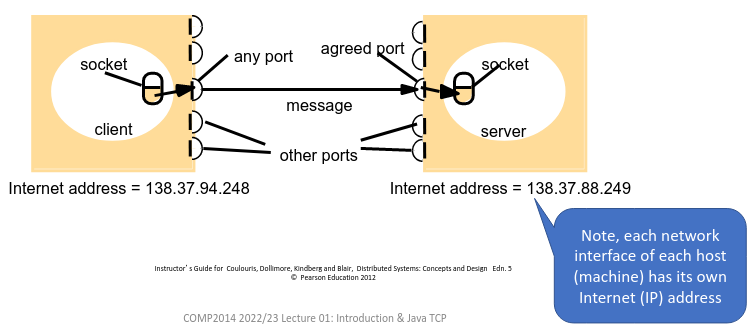 any port
agreed port
socket
socket
message
client
server
other ports
Internet address = 138.37.94.248
Internet address = 138.37.88.249
Note, each network
interface of each host
(machine) has its own
Internet (IP) address
Instructor's Guide for Coulouris, Dollimore, Kindberg and Blair, Distributed Systems: Concepts and Design Edn. 5
© Pearson Education 2012
COMP2014 2022/23 Lecture 01: Introduction & Java TCP